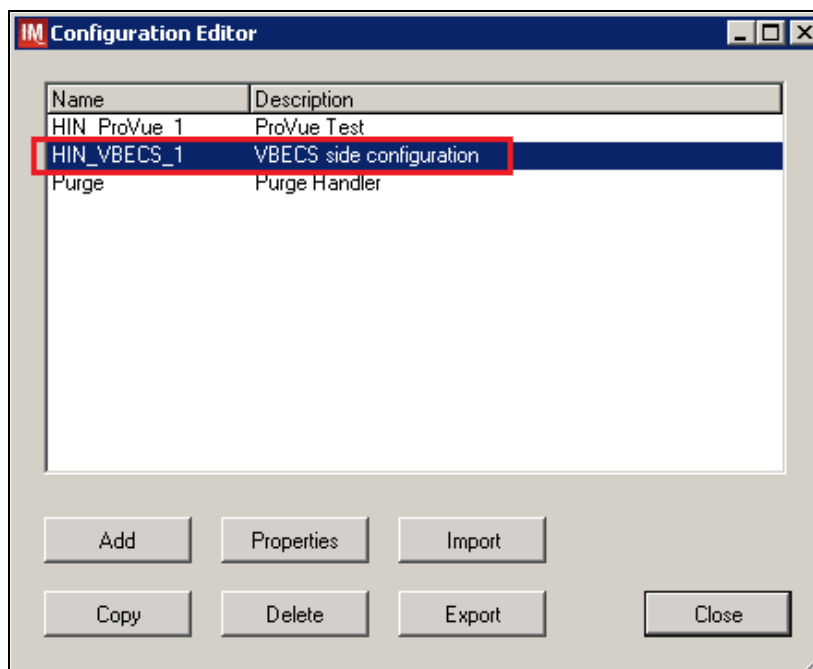 IM Configuration Editor
Name Description
HIN_ProVue_1 ProVue Test
HIN_VBECS_1 VBECS side configuration
Purge Purge Handler
Add Properties Import
Copy Delete Export Close